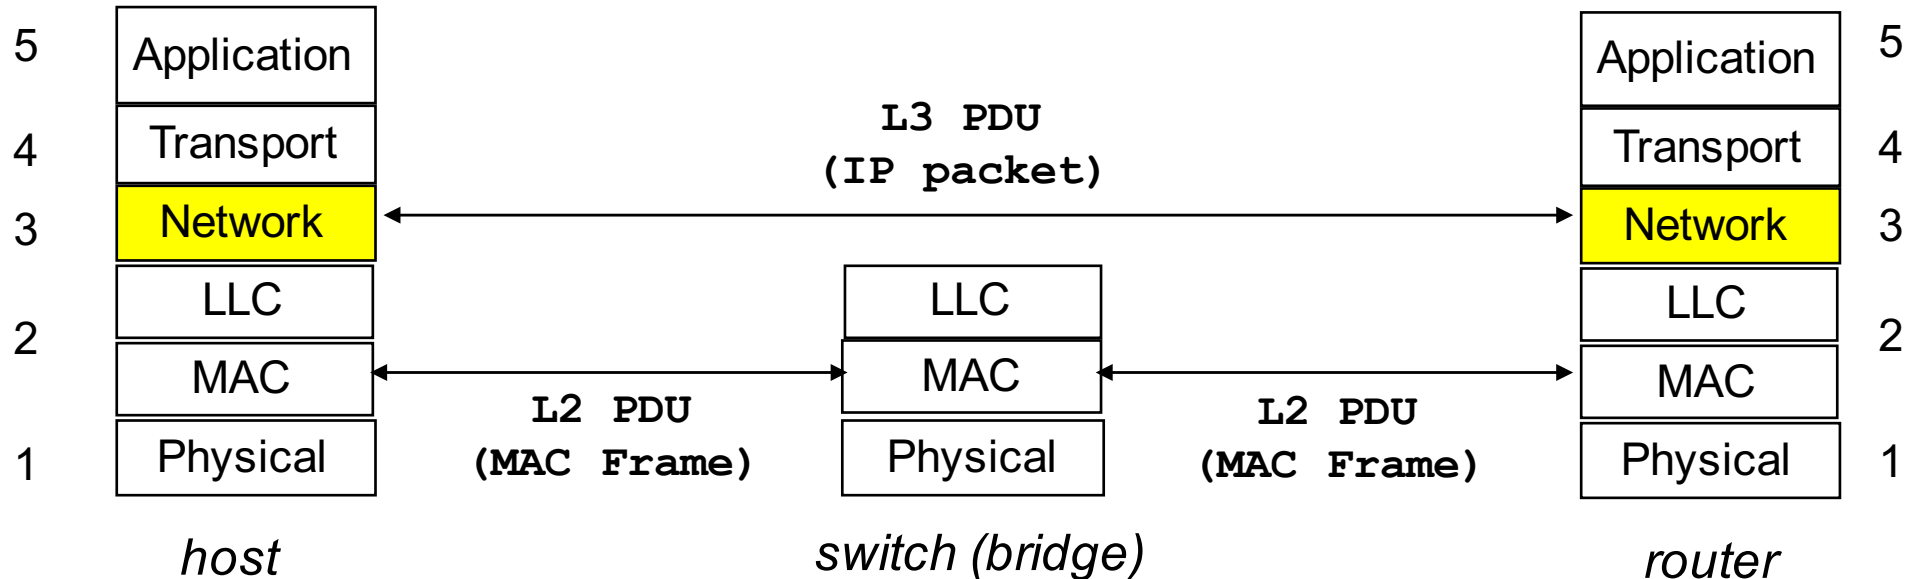 5
Application
Application
5
L3 PDU
(IP packet)
4
Transport
Transport
4
3
Network
Network
3
LLC
LLC
LLC
2
2
MAC
MAC
MAC
L2 PDU
(MAC Frame)
L2 PDU
(MAC Frame)
1
Physical
Physical
Physical
1
host
switch (bridge)
router